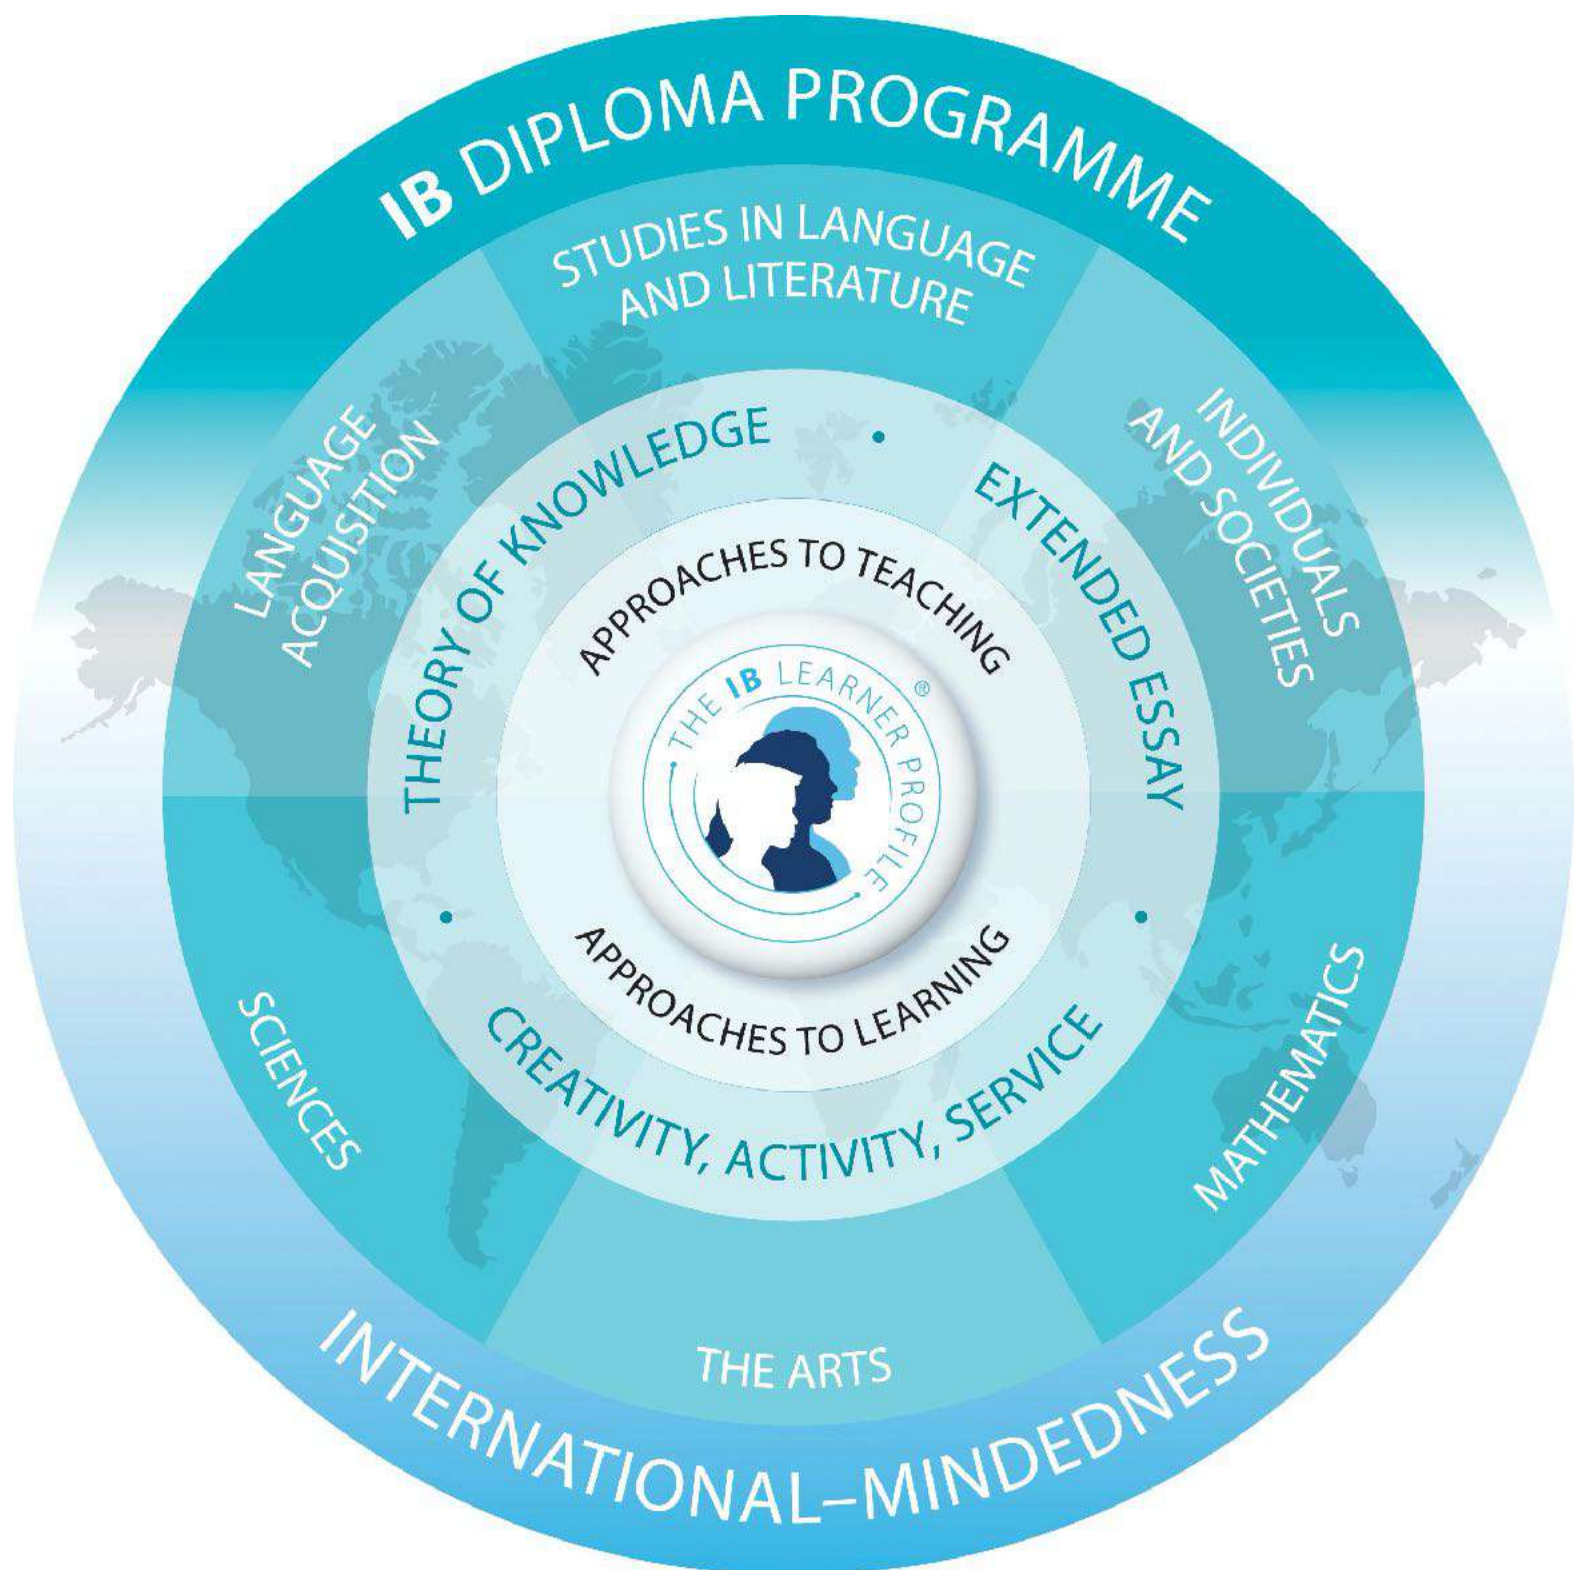 IB DIPLOMA PROGRAMME
STUDIES IN LANGUAGE
AND LITERATURE
LANGUAGE
ACQUISITION
INDIVIDUALS
AND SOCIETIES
THEORY OF KNOWLEDGE
•
EXTENDED ESSAY
APPROACHES TO TEACHING
THE IB LEARNER PROFILE
®
APPROACHES TO LEARNING
•
CREATIVITY, ACTIVITY, SERVICE
•
SCIENCES
MATHEMATICS
THE ARTS
INTERNATIONAL–MINDEDNESS